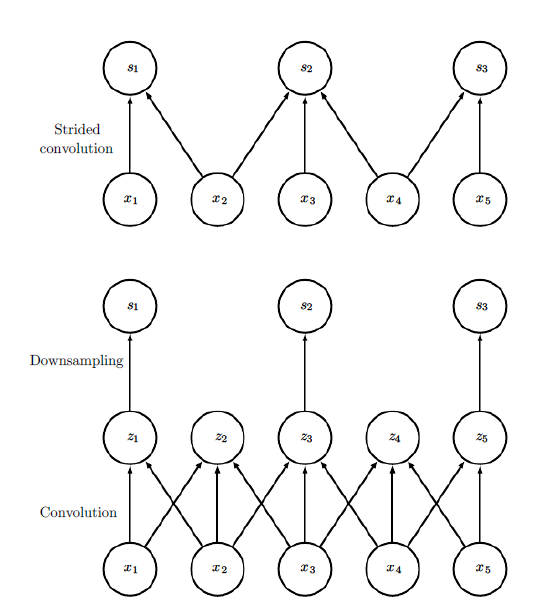 s₁ s₂ s₃
Strided
convolution
x₁ x₂ x₃ x₄ x₅
s₁ s₂ s₃
Downsampling
z₁ z₂ z₃ z₄ z₅
Convolution
x₁ x₂ x₃ x₄ x₅